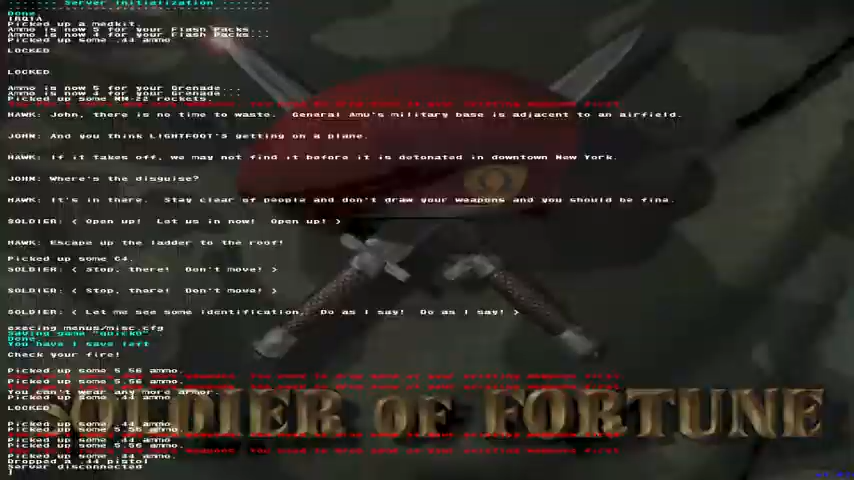 ------- Server Initialization -------
Done.
IRQ1A
Picked up a medkit.
Ammo is now 5 for your Flash Packs...
Ammo is now 4 for your Flash Packs...
Picked up some .44 ammo.
LOCKED
LOCKED
Ammo is now 5 for your Grenade...
Ammo is now 4 for your Grenade...
Picked up some MM-22 rockets.
HAWK: John, there is no time to waste.  General Amu's military base is adjacent to an airfield.
JOHN: And you think LIGHTFOOT'S getting on a plane.
HAWK: If it takes off, we may not find it before it is detonated in downtown New York.
JOHN: Where's the disguise?
HAWK: It's in there.  Stay clear of people and don't draw your weapons and you should be fine.
SOLDIER: < Open up!  Let us in now!  Open up! >
HAWK: Escape up the ladder to the roof!
Picked up some C4.
SOLDIER: < Stop, there!  Don't move! >
SOLDIER: < Stop, there!  Don't move! >
SOLDIER: < Let me see some identification.  Do as I say!  Do as I say! >
execing menus/misc.cfg
Saving game "quick0"
Done.
You have 1 save left
Check your fire!
Picked up some 5.56 ammo.
Picked up some 5.56 ammo.
You can't wear any more armor.
Picked up some .44 ammo.
LOCKED
SOLDIER OF FORTUNE
Picked up some .44 ammo.
Picked up some 5.56 ammo.
Picked up some .44 ammo.
Picked up some 5.56 ammo.
Picked up some .44 ammo.
Dropped a .44 pistol
Server disconnected
]